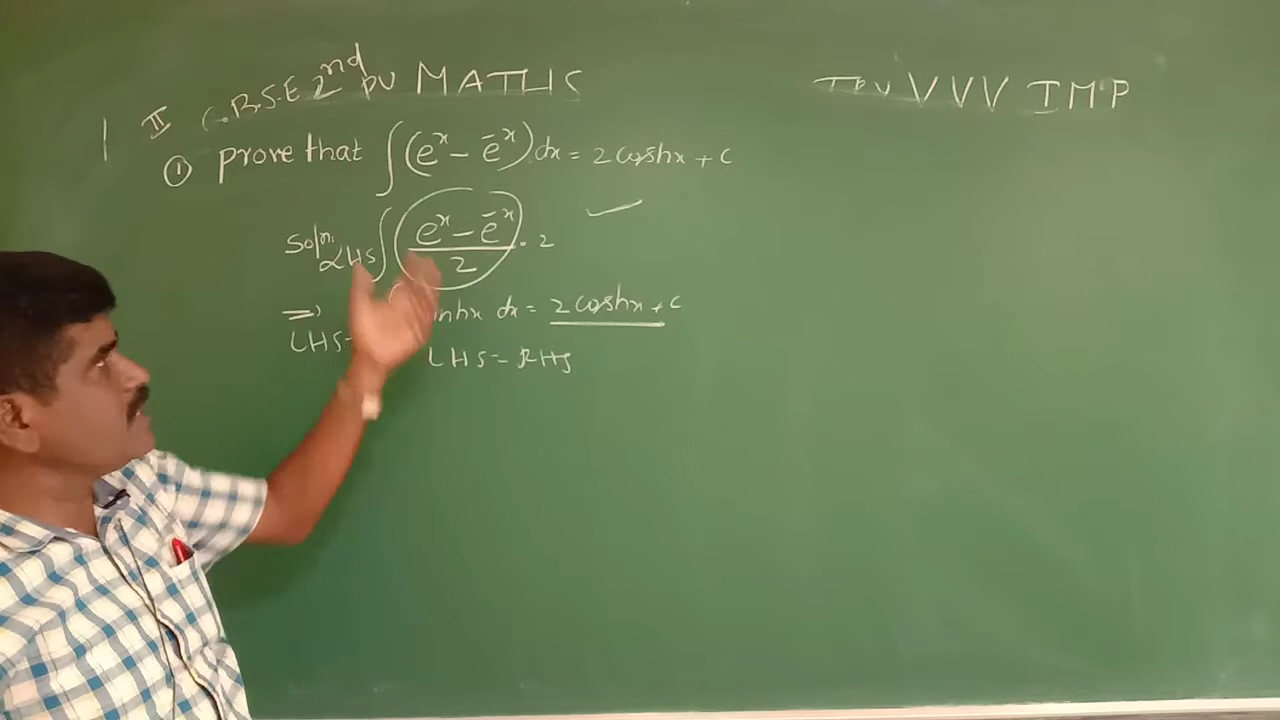 II C.B.S.E 2nd PU MATHS
VVV IMP
① prove that ∫(eˣ - e⁻ˣ) dx = 2 coshx + c
Soln. LHS ∫ (eˣ - e⁻ˣ)/2 · 2
=> inhx dx = 2 coshx + c
LHS= LHS = RHS